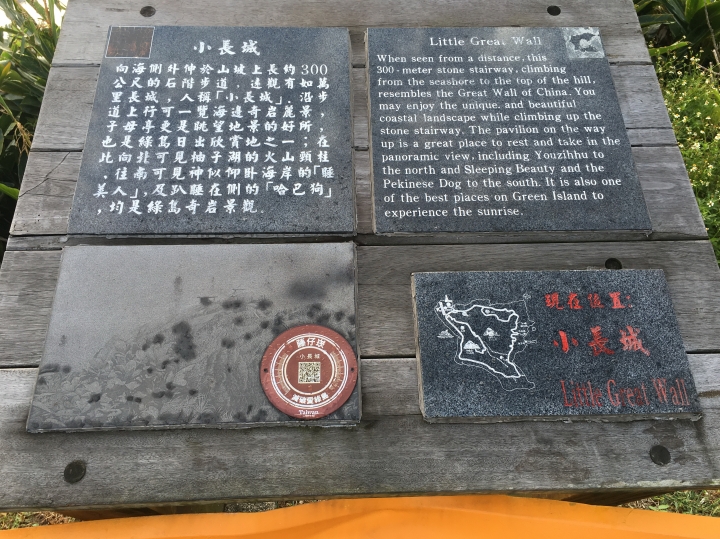 小長城
向海側外伸於山坡上長約300
公尺的石階步道，遠觀有如萬
里長城，人稱「小長城」。沿步
道上行可一覽海邊奇岩麗景，
子母亭更是眺望地景的好所，
也是綠島日出欣賞地之一；在
此向北可見柚子湖的火山頸柱
，往南可見神似仰卧海岸的「睡
美人」，及趴睡在側的「哈巴狗」
，均是綠島奇岩景觀。
Little Great Wall
When seen from a distance, this
300-meter stone stairway, climbing
from the seashore to the top of the hill,
resembles the Great Wall of China. You
may enjoy the unique, and beautiful
coastal landscape while climbing up the
stone stairway. The pavilion on the way
up is a great place to rest and take in the
panoramic view, including Youzihhu to
the north and Sleeping Beauty and the
Pekinese Dog to the south. It is also one
of the best places on Green Island to
experience the sunrise.
小長城
Taiwan
現在位置：
小長城
Little Great Wall